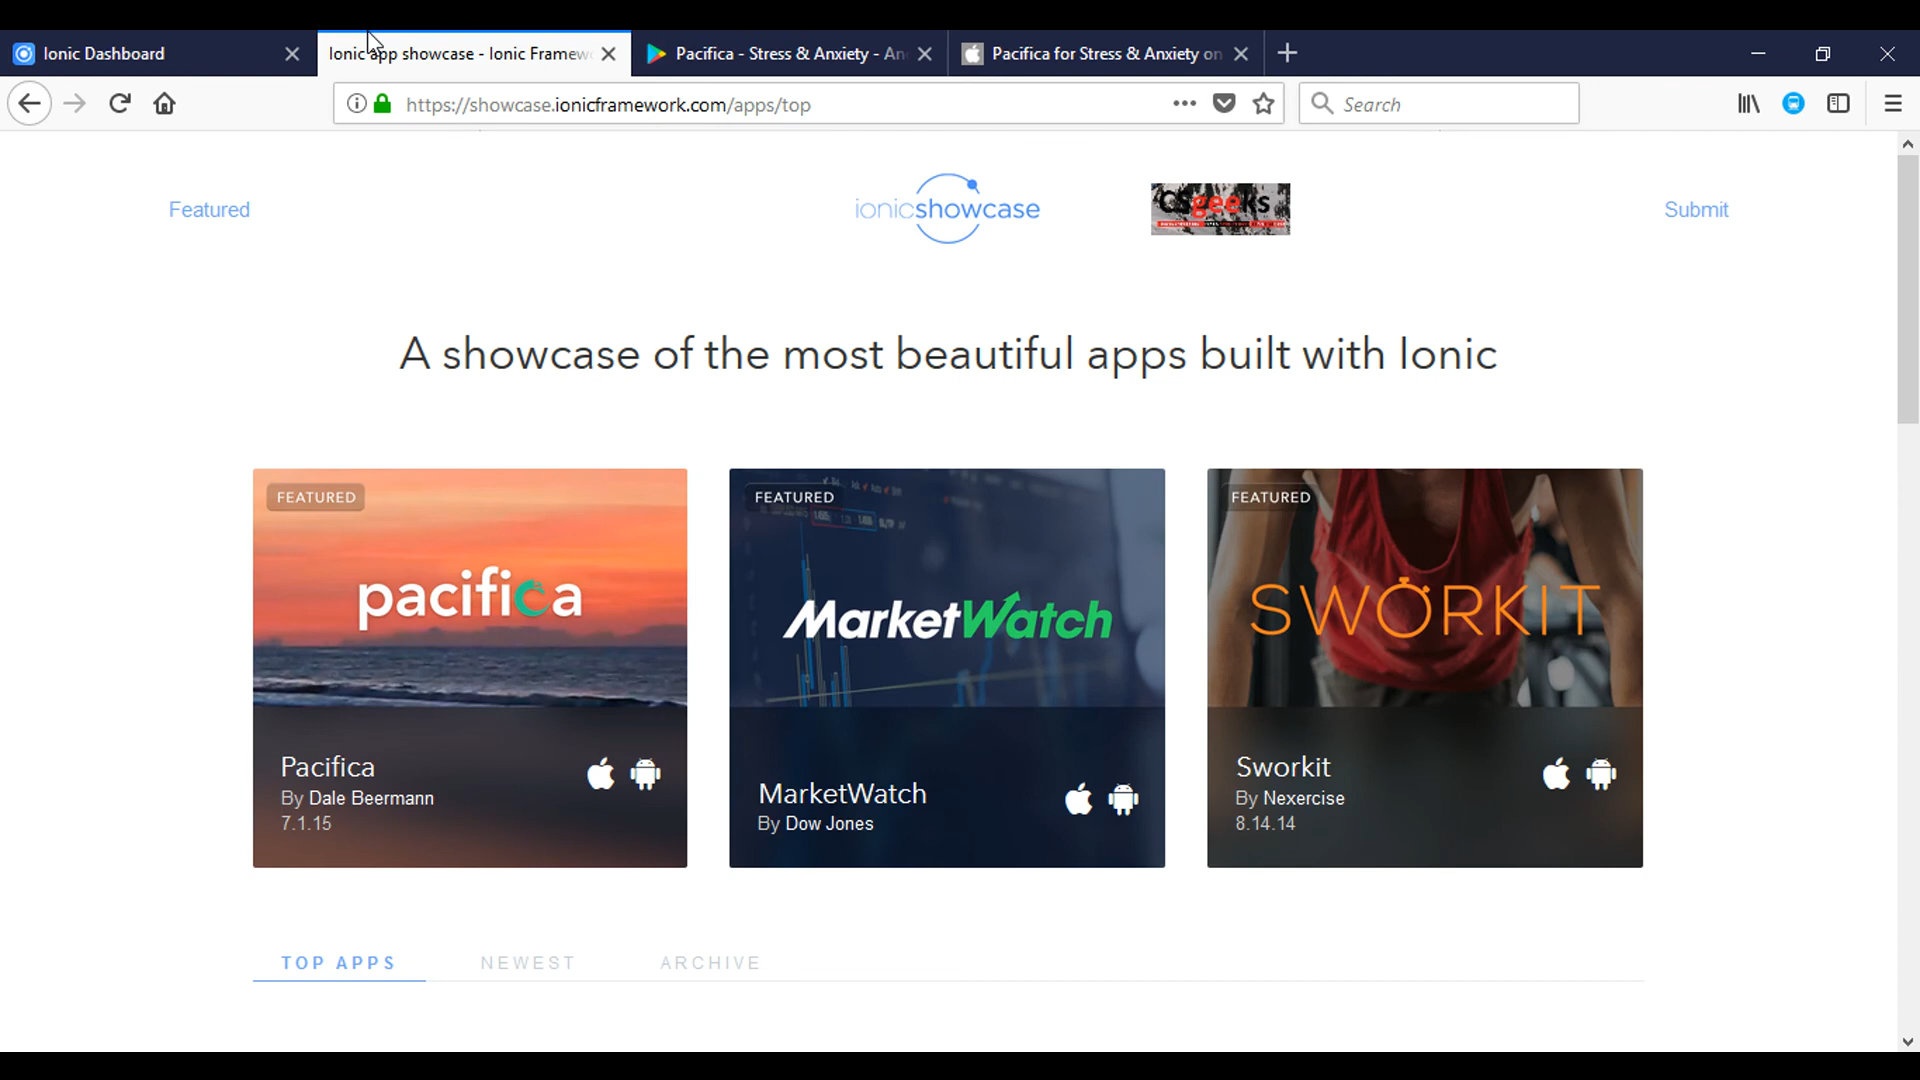 Ionic Dashboard
Ionic app showcase - Ionic Framew
Pacifica - Stress & Anxiety - An
Pacifica for Stress & Anxiety on
https://showcase.ionicframework.com/apps/top
Search
Featured
ionicshowcase
CSgeeks
Submit
A showcase of the most beautiful apps built with Ionic
FEATURED
pacifica
Pacifica
By Dale Beermann
7.1.15
FEATURED
MarketWatch
MarketWatch
By Dow Jones
FEATURED
SWORKIT
Sworkit
By Nexercise
8.14.14
TOP APPS
NEWEST
ARCHIVE